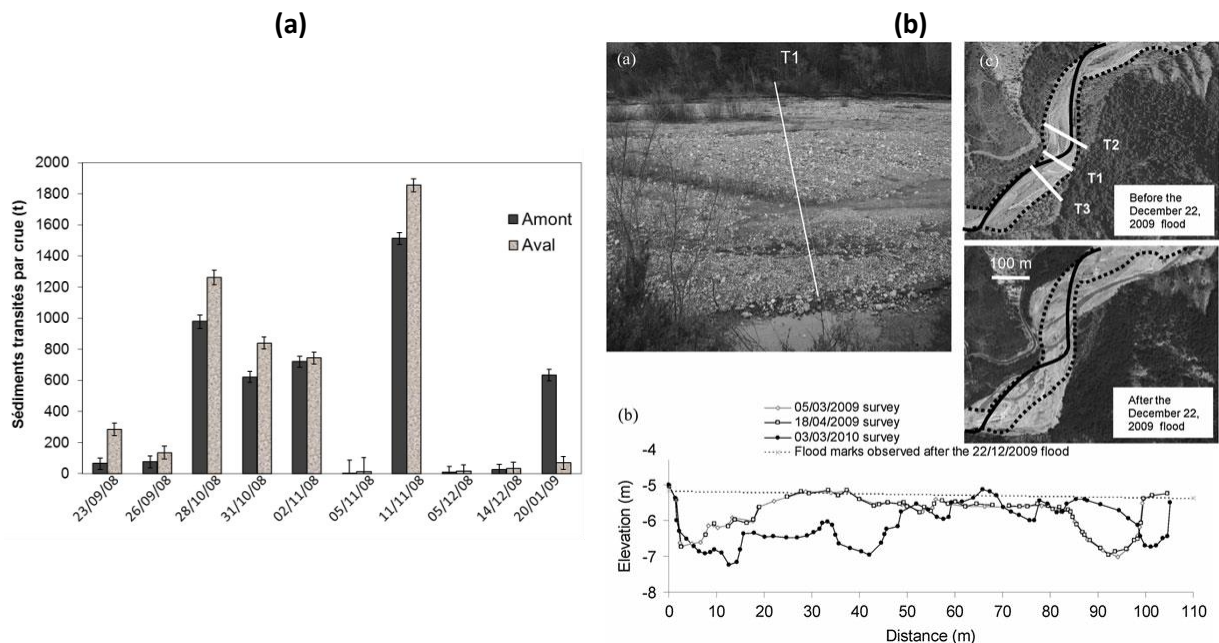 (a)
Sédiments transités par crue (t)
2000
1800
1600
1400
1200
1000
800
600
400
200
0
Amont
Aval
23/09/08
26/09/08
28/10/08
31/10/08
02/11/08
05/11/08
11/11/08
05/12/08
14/12/08
20/01/09
(b)
(a)
T1
(c)
T2
T1
T3
Before the
December 22,
2009 flood
100 m
After the
December 22,
2009 flood
(b)
05/03/2009 survey
18/04/2009 survey
03/03/2010 survey
Flood marks observed after the 22/12/2009 flood
Elevation (m)
-4
-5
-6
-7
-8
0
10
20
30
40
50
60
70
80
90
100
110
Distance (m)